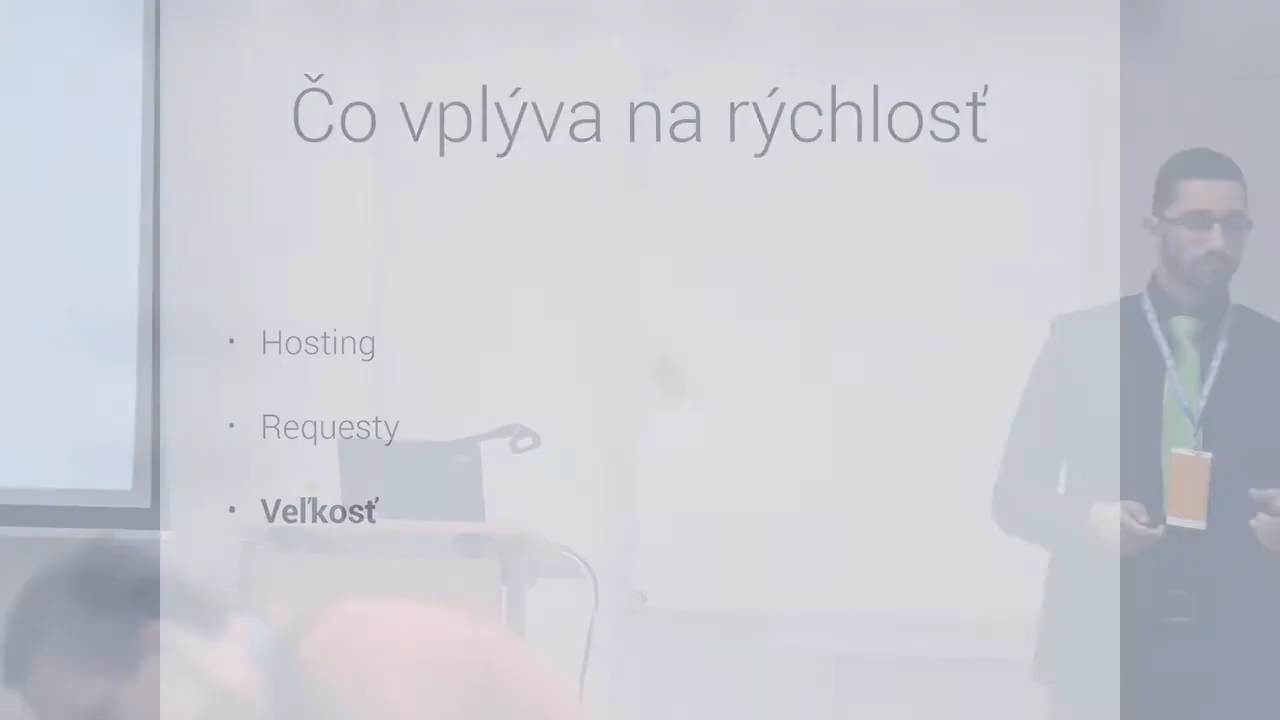 Čo vplýva na rýchlosť
• Hosting
• Requesty
• Veľkosť